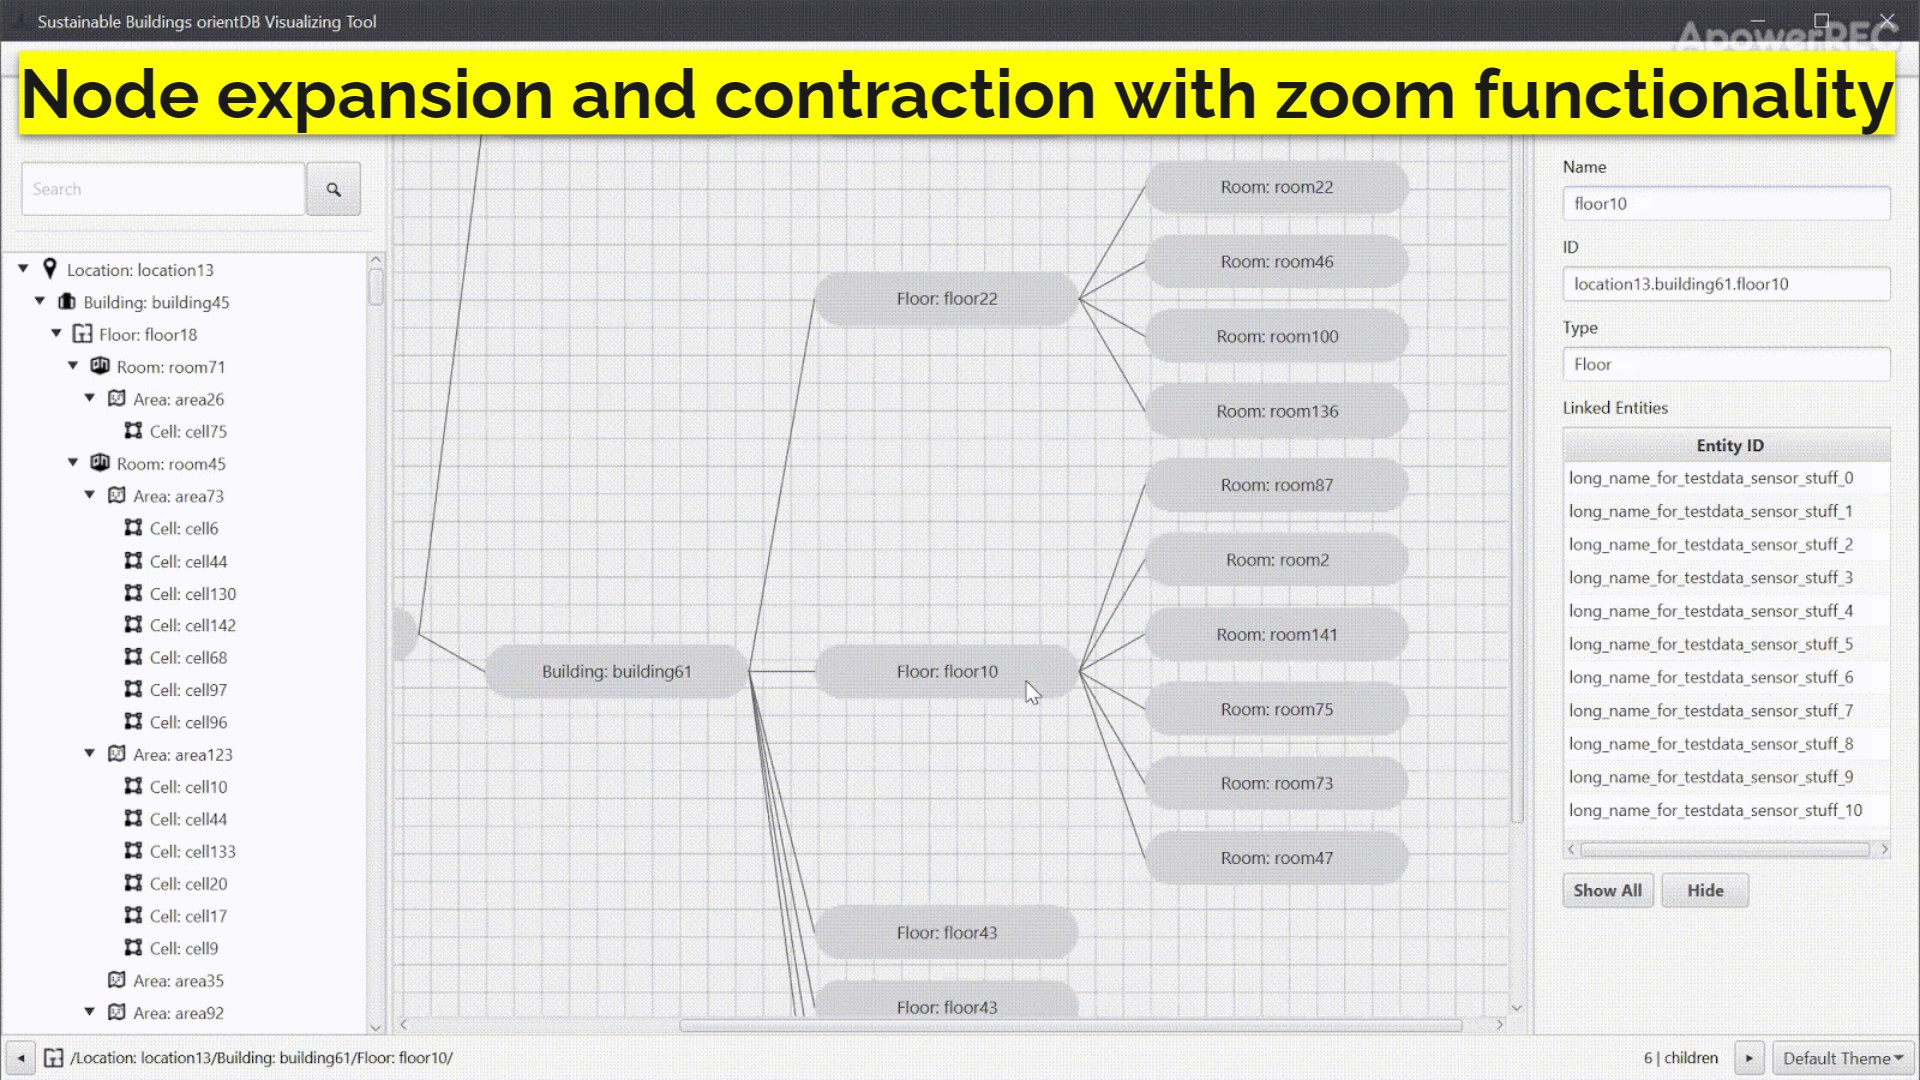 Sustainable Buildings orientDB Visualizing Tool
ApowerREC
Node expansion and contraction with zoom functionality
Search
Location: location13
Building: building45
Floor: floor18
Room: room71
Area: area26
Cell: cell75
Room: room45
Area: area73
Cell: cell6
Cell: cell44
Cell: cell130
Cell: cell142
Cell: cell68
Cell: cell97
Cell: cell96
Area: area123
Cell: cell10
Cell: cell44
Cell: cell133
Cell: cell20
Cell: cell17
Cell: cell9
Area: area35
Area: area92
Building: building61
Floor: floor22
Floor: floor10
Floor: floor43
Floor: floor43
Room: room22
Room: room46
Room: room100
Room: room136
Room: room87
Room: room2
Room: room141
Room: room75
Room: room73
Room: room47
Name
floor10
ID
location13.building61.floor10
Type
Floor
Linked Entities
Entity ID
long_name_for_testdata_sensor_stuff_0
long_name_for_testdata_sensor_stuff_1
long_name_for_testdata_sensor_stuff_2
long_name_for_testdata_sensor_stuff_3
long_name_for_testdata_sensor_stuff_4
long_name_for_testdata_sensor_stuff_5
long_name_for_testdata_sensor_stuff_6
long_name_for_testdata_sensor_stuff_7
long_name_for_testdata_sensor_stuff_8
long_name_for_testdata_sensor_stuff_9
long_name_for_testdata_sensor_stuff_10
Show All Hide
/Location: location13/Building: building61/Floor: floor10/
6 | children
Default Theme